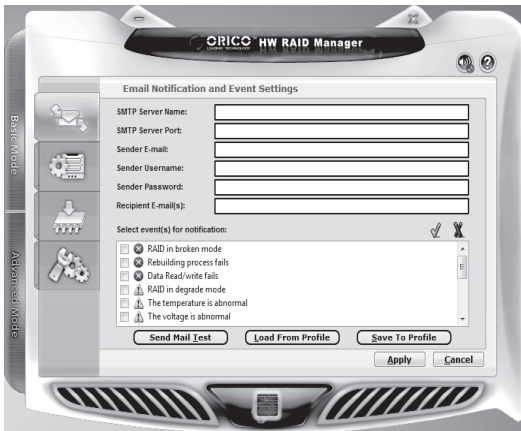 ORICO HW RAID Manager
LEADING TECHNOLOGY
Email Notification and Event Settings
SMTP Server Name:
SMTP Server Port:
Sender E-mail:
Sender Username:
Sender Password:
Recipient E-mail(s):
Select event(s) for notification:
RAID in broken mode
Rebuilding process fails
Data Read/write fails
RAID in degrade mode
The temperature is abnormal
The voltage is abnormal
Send Mail Test
Load From Profile
Save To Profile
Apply
Cancel
Basic Mode
Advanced Mode